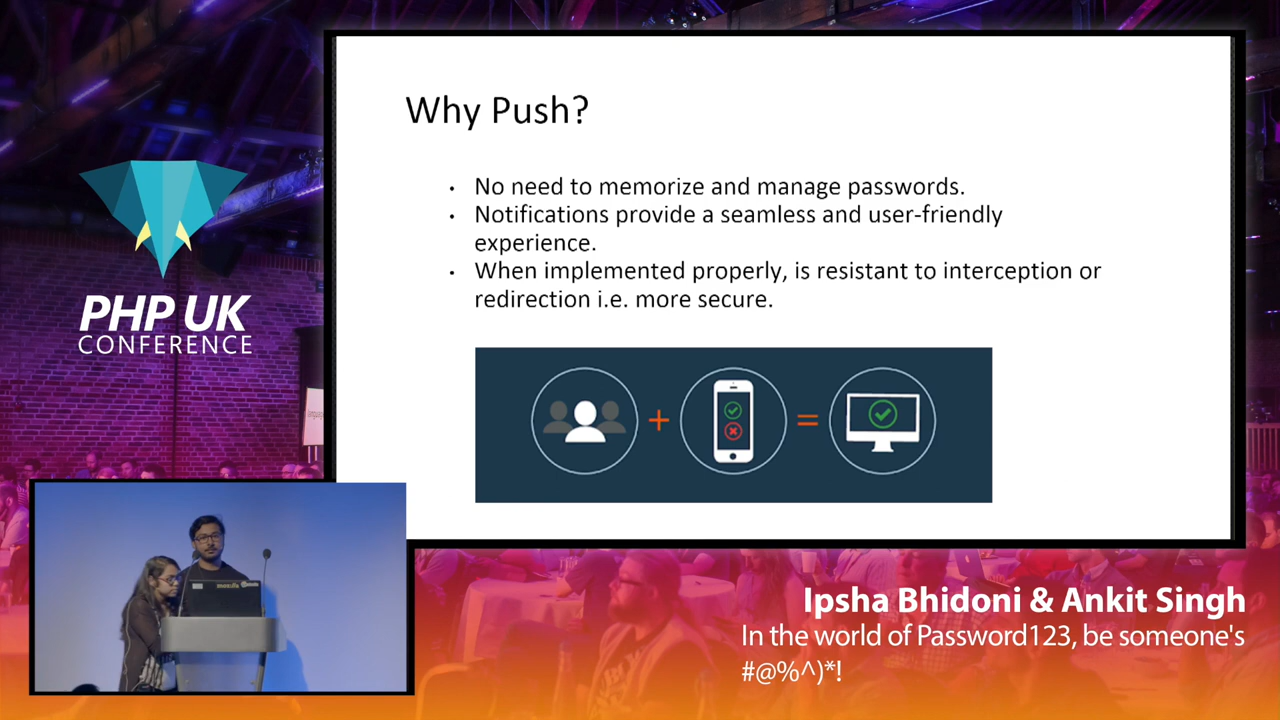 Why Push?
• No need to memorize and manage passwords.
• Notifications provide a seamless and user-friendly
experience.
• When implemented properly, is resistant to interception or
redirection i.e. more secure.
PHP UK
CONFERENCE
Ipsha Bhidoni & Ankit Singh
In the world of Password123, be someone's
#@%^)*!